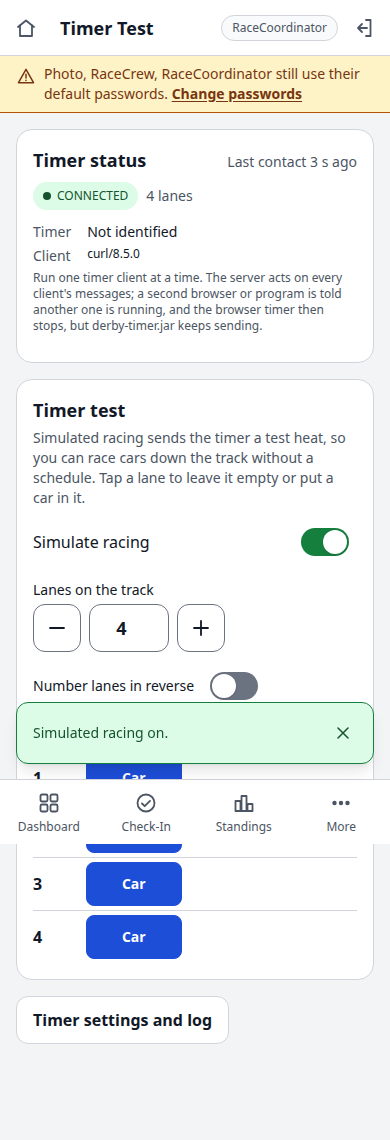 Timer Test
RaceCoordinator
Photo, RaceCrew, RaceCoordinator still use their
default passwords. Change passwords
Timer status
Last contact 3 s ago
CONNECTED
4 lanes
Timer Not identified
Client curl/8.5.0
Run one timer client at a time. The server acts on every
client's messages; a second browser or program is told
another one is running, and the browser timer then
stops, but derby-timer.jar keeps sending.
Timer test
Simulated racing sends the timer a test heat, so
you can race cars down the track without a
schedule. Tap a lane to leave it empty or put a
car in it.
Simulate racing
Lanes on the track
4
Number lanes in reverse
Simulated racing on.
1 Car
Dashboard
Check-In
Standings
More
3 Car
4 Car
Timer settings and log